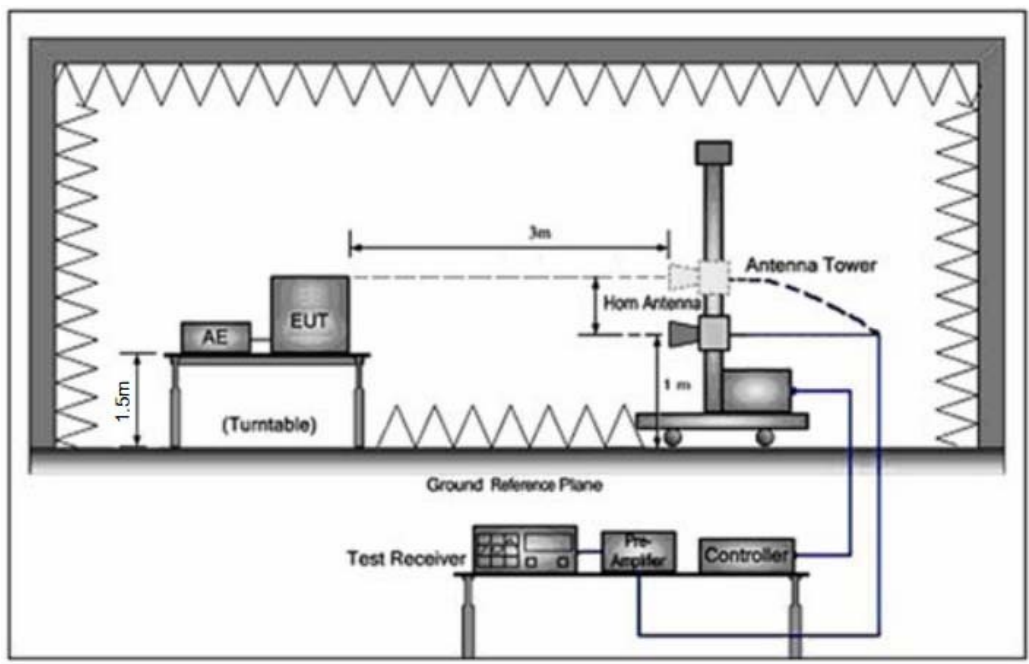 3m
Antenna Tower
Horn Antenna
EUT
AE
1.5m
1 m
(Turntable)
Ground Reference Plane
Test Receiver
Pre-
Amplifier
Controller